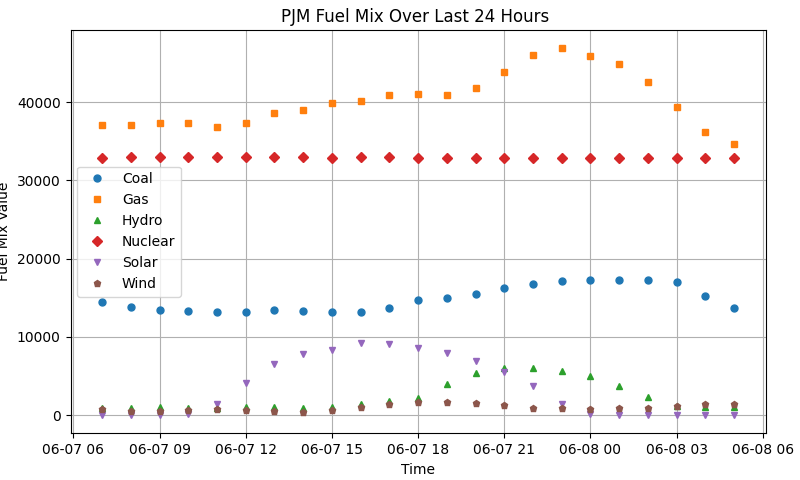 PJM Fuel Mix Over Last 24 Hours
Fuel Mix Value
40000
30000
20000
10000
0
Coal
Gas
Hydro
Nuclear
Solar
Wind
06-07 06 06-07 09 06-07 12 06-07 15 06-07 18 06-07 21 06-08 00 06-08 03 06-08 06
Time